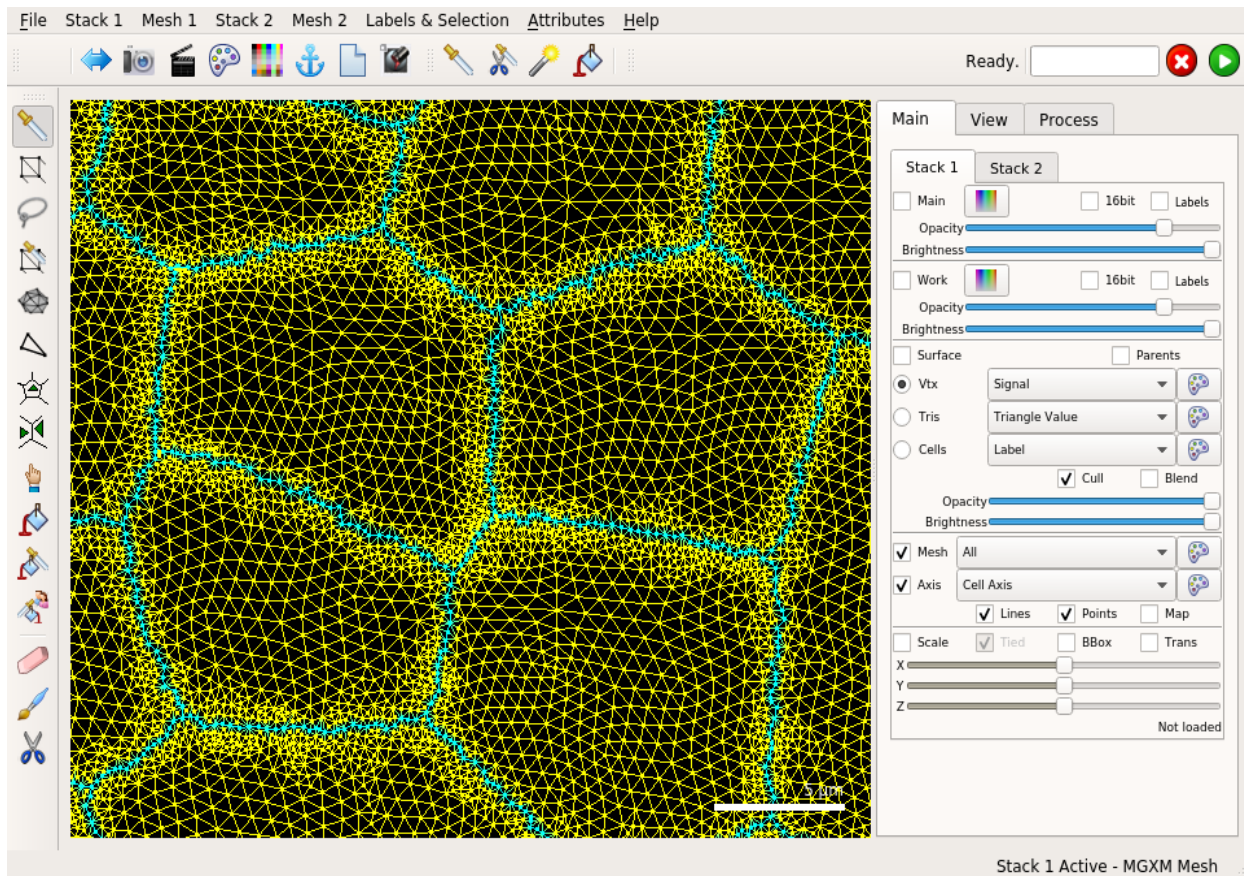 File Stack 1 Mesh 1 Stack 2 Mesh 2 Labels & Selection Attributes Help
Ready.
Main View Process
Stack 1 Stack 2
Main 16bit Labels
Opacity
Brightness
Work 16bit Labels
Opacity
Brightness
Surface Parents
Vtx Signal
Tris Triangle Value
Cells Label
Cull Blend
Opacity
Brightness
Mesh All
Axis Cell Axis
Lines Points Map
Scale Tied BBox Trans
X
Y
Z
Not loaded
5 µm
Stack 1 Active - MGXM Mesh